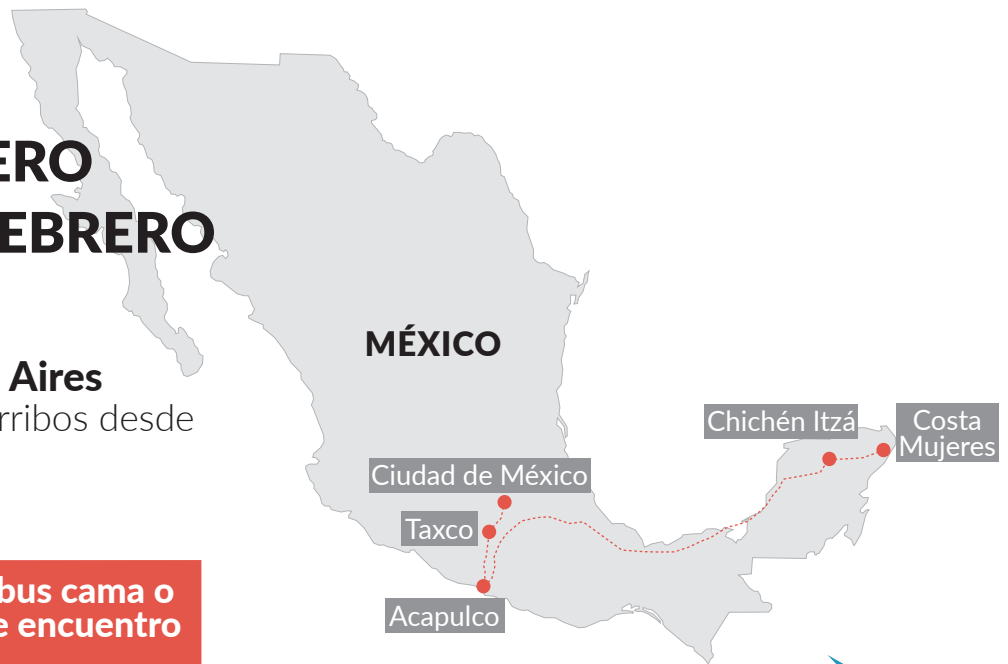 ERO
EBRERO
Aires
rribos desde
bus cama o
e encuentro
MÉXICO
Chichén Itzá
Costa
Mujeres
Ciudad de México
Taxco
Acapulco